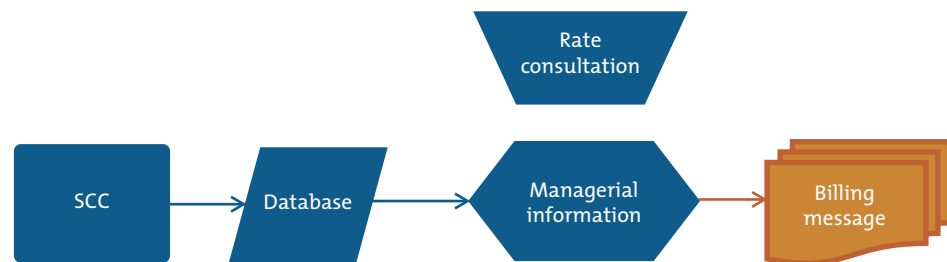 Rate
consultation
SCC
Database
Managerial
information
Billing
message